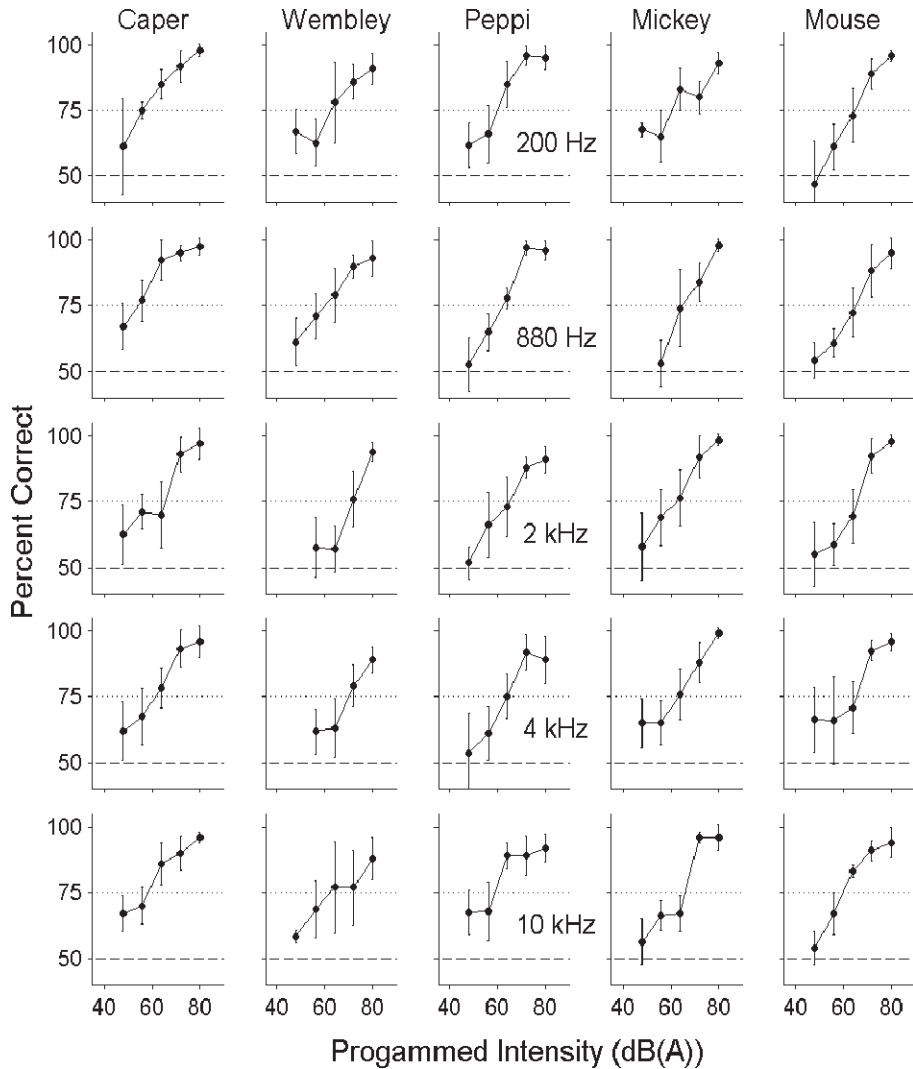 Caper Wembley Peppi Mickey Mouse
100
75
50
200 Hz
100
75
50
880 Hz
Percent Correct
100
75
50
2 kHz
100
75
50
4 kHz
100
75
50
10 kHz
40 60 80 40 60 80 40 60 80 40 60 80 40 60 80
Progammed Intensity (dB(A))